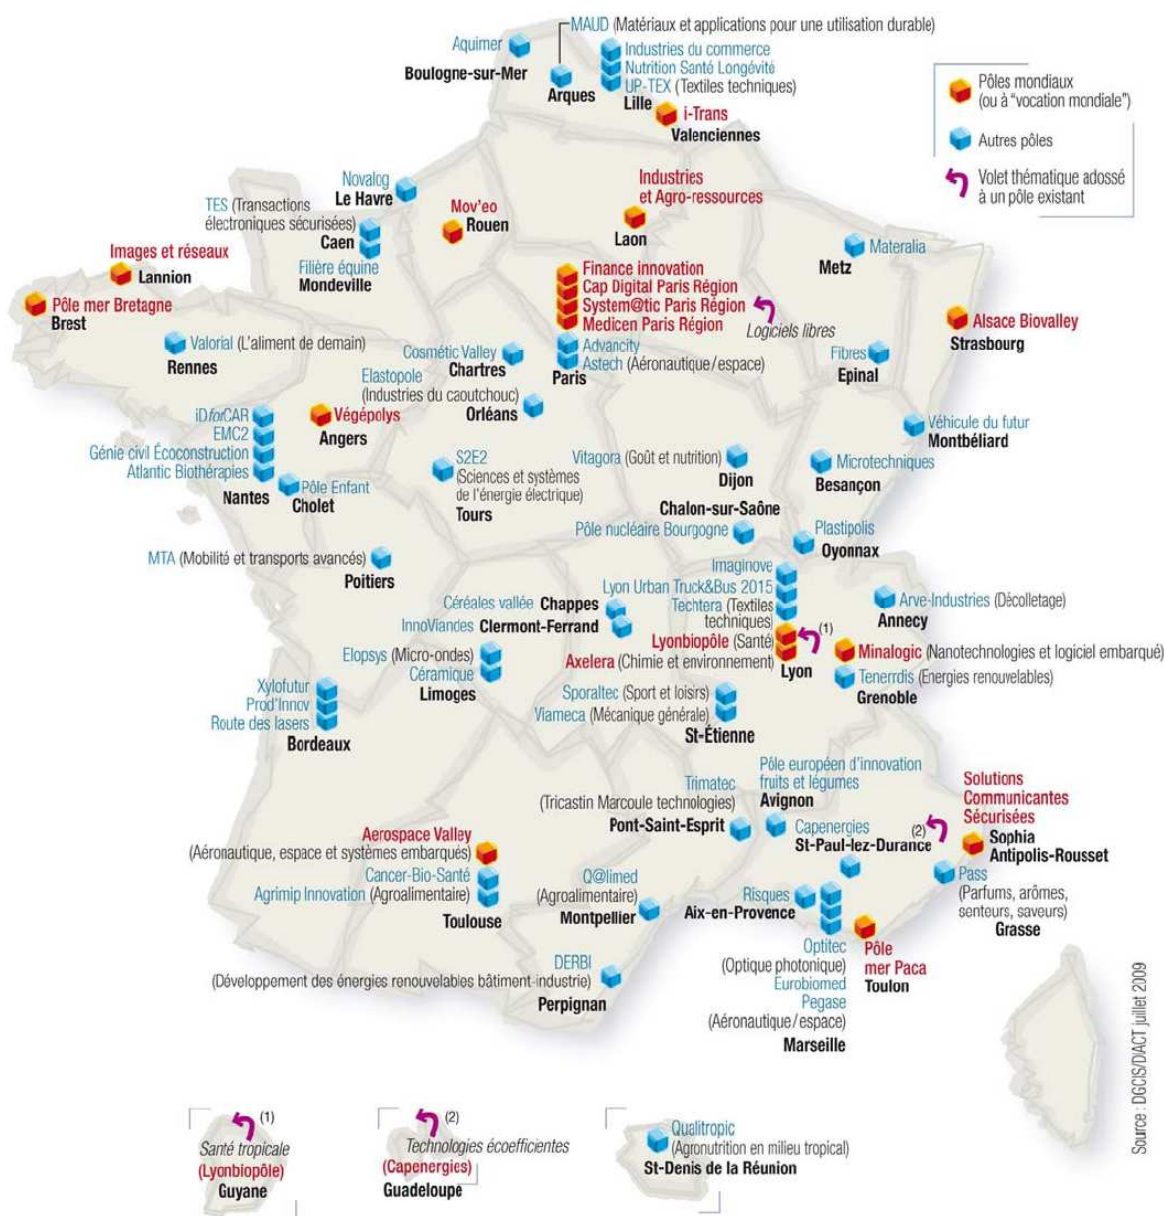 MAUD (Matériaux et applications pour une utilisation durable)
Aquimer
Boulogne-sur-Mer
Arques
Industries du commerce
Nutrition Santé Longévité
UP-TEX (Textiles techniques)
Lille
i-Trans
Valenciennes
Pôles mondiaux
(ou à "vocation mondiale")
Autres pôles
Volet thématique adossé
à un pôle existant
Novalog
Le Havre
TES (Transactions
électroniques sécurisées)
Caen
Filière équine
Mondeville
Mov'eo
Rouen
Industries
et Agro-ressources
Laon
Materalia
Metz
Images et réseaux
Lannion
Pôle mer Bretagne
Brest
Valorial (L'aliment de demain)
Rennes
Finance innovation
Cap Digital Paris Région
System@tic Paris Région
Medicen Paris Région
Logiciels libres
Advancity
Astech (Aéronautique/espace)
Paris
Alsace Biovalley
Strasbourg
Fibres
Epinal
Cosmétic Valley
Chartres
Elastopole
(Industries du caoutchouc)
Orléans
iDforCAR
EMC2
Génie civil Écoconstruction
Atlantic Biothérapies
Nantes
Végépolys
Angers
Pôle Enfant
Cholet
S2E2
(Sciences et systèmes
de l'énergie électrique)
Tours
Vitagora (Goût et nutrition)
Dijon
Véhicule du futur
Montbéliard
Microtechniques
Besançon
Chalon-sur-Saône
Pôle nucléaire Bourgogne
Plastipolis
Oyonnax
MTA (Mobilité et transports avancés)
Poitiers
Imaginove
Lyon Urban Truck&Bus 2015
Techtera (Textiles
techniques)
Lyonbiopôle (Santé)
(1)
Axelera (Chimie et environnement)
Lyon
Céréales vallée Chappes
InnoViandes Clermont-Ferrand
Arve-Industries (Décolletage)
Annecy
Minalogic (Nanotechnologies et logiciel embarqué)
Tenerrdis (Energies renouvelables)
Grenoble
Elopsys (Micro-ondes)
Céramique
Limoges
Xylofutur
Prod'Innov
Route des lasers
Bordeaux
Sporaltec (Sport et loisirs)
Viameca (Mécanique générale)
St-Étienne
Trimatec
(Tricastin Marcoule technologies)
Pont-Saint-Esprit
Pôle européen d'innovation
fruits et légumes
Avignon
Capenergies
(2)
St-Paul-lez-Durance
Solutions
Communicantes
Sécurisées
Sophia
Antipolis-Rousset
Aerospace Valley
(Aéronautique, espace et systèmes embarqués)
Cancer-Bio-Santé
Agrimip Innovation (Agroalimentaire)
Toulouse
Q@limed
(Agroalimentaire)
Montpellier
Risques
Aix-en-Provence
Pass
(Parfums, arômes,
senteurs, saveurs)
Grasse
Optitec
(Optique photonique)
Eurobiomed
Pegase
(Aéronautique/espace)
Marseille
Pôle
mer Paca
Toulon
DERBI
(Développement des énergies renouvelables bâtiment-industrie)
Perpignan
Source : DGCIS/DIACT juillet 2009
(1)
Santé tropicale
(Lyonbiopôle)
Guyane
(2)
Technologies écoefficientes
(Capenergies)
Guadeloupe
Qualitropic
(Agronutrition en milieu tropical)
St-Denis de la Réunion